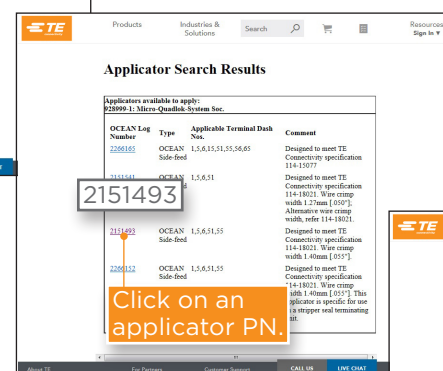 TE
Products
Industries & Solutions
Search
Resources
Sign In
Applicator Search Results
Applicators available to apply:
928999-1: Micro-Quadlok-System Soc.
OCEAN Log Number
Type
Applicable Terminal Dash Nos.
Comment
2266165
OCEAN Side-feed
1,5,6,15,51,55,56,65
Designed to meet TE
Connectivity specification
114-15077
2151541
1,5,6,51
Designed to meet TE
Connectivity specification
114-18021. Wire crimp
width 1.27mm [.050"].
Alternative wire crimp
width, refer 114-18021.
2151493
2151493
OCEAN Side-feed
1,5,6,51,55
Designed to meet TE
Connectivity specification
114-18021. Wire crimp
width 1.40mm [.055"].
2266152
OCEAN Side-feed
1,5,6,51,55
Designed to meet TE
Connectivity specification
114-18021. Wire crimp
width 1.40mm [.055"]. This
applicator is specific for use
a stripper seal terminating
Click on an
applicator PN.
About TE
For Partners
Customer Support
CALL US
LIVE CHAT
TE